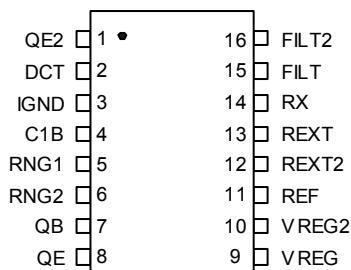 QE2 1 16 FILT2
DCT 2 15 FILT
IGND 3 14 RX
C1B 4 13 REXT
RNG1 5 12 REXT2
RNG2 6 11 REF
QB 7 10 VREG2
QE 8 9 VREG